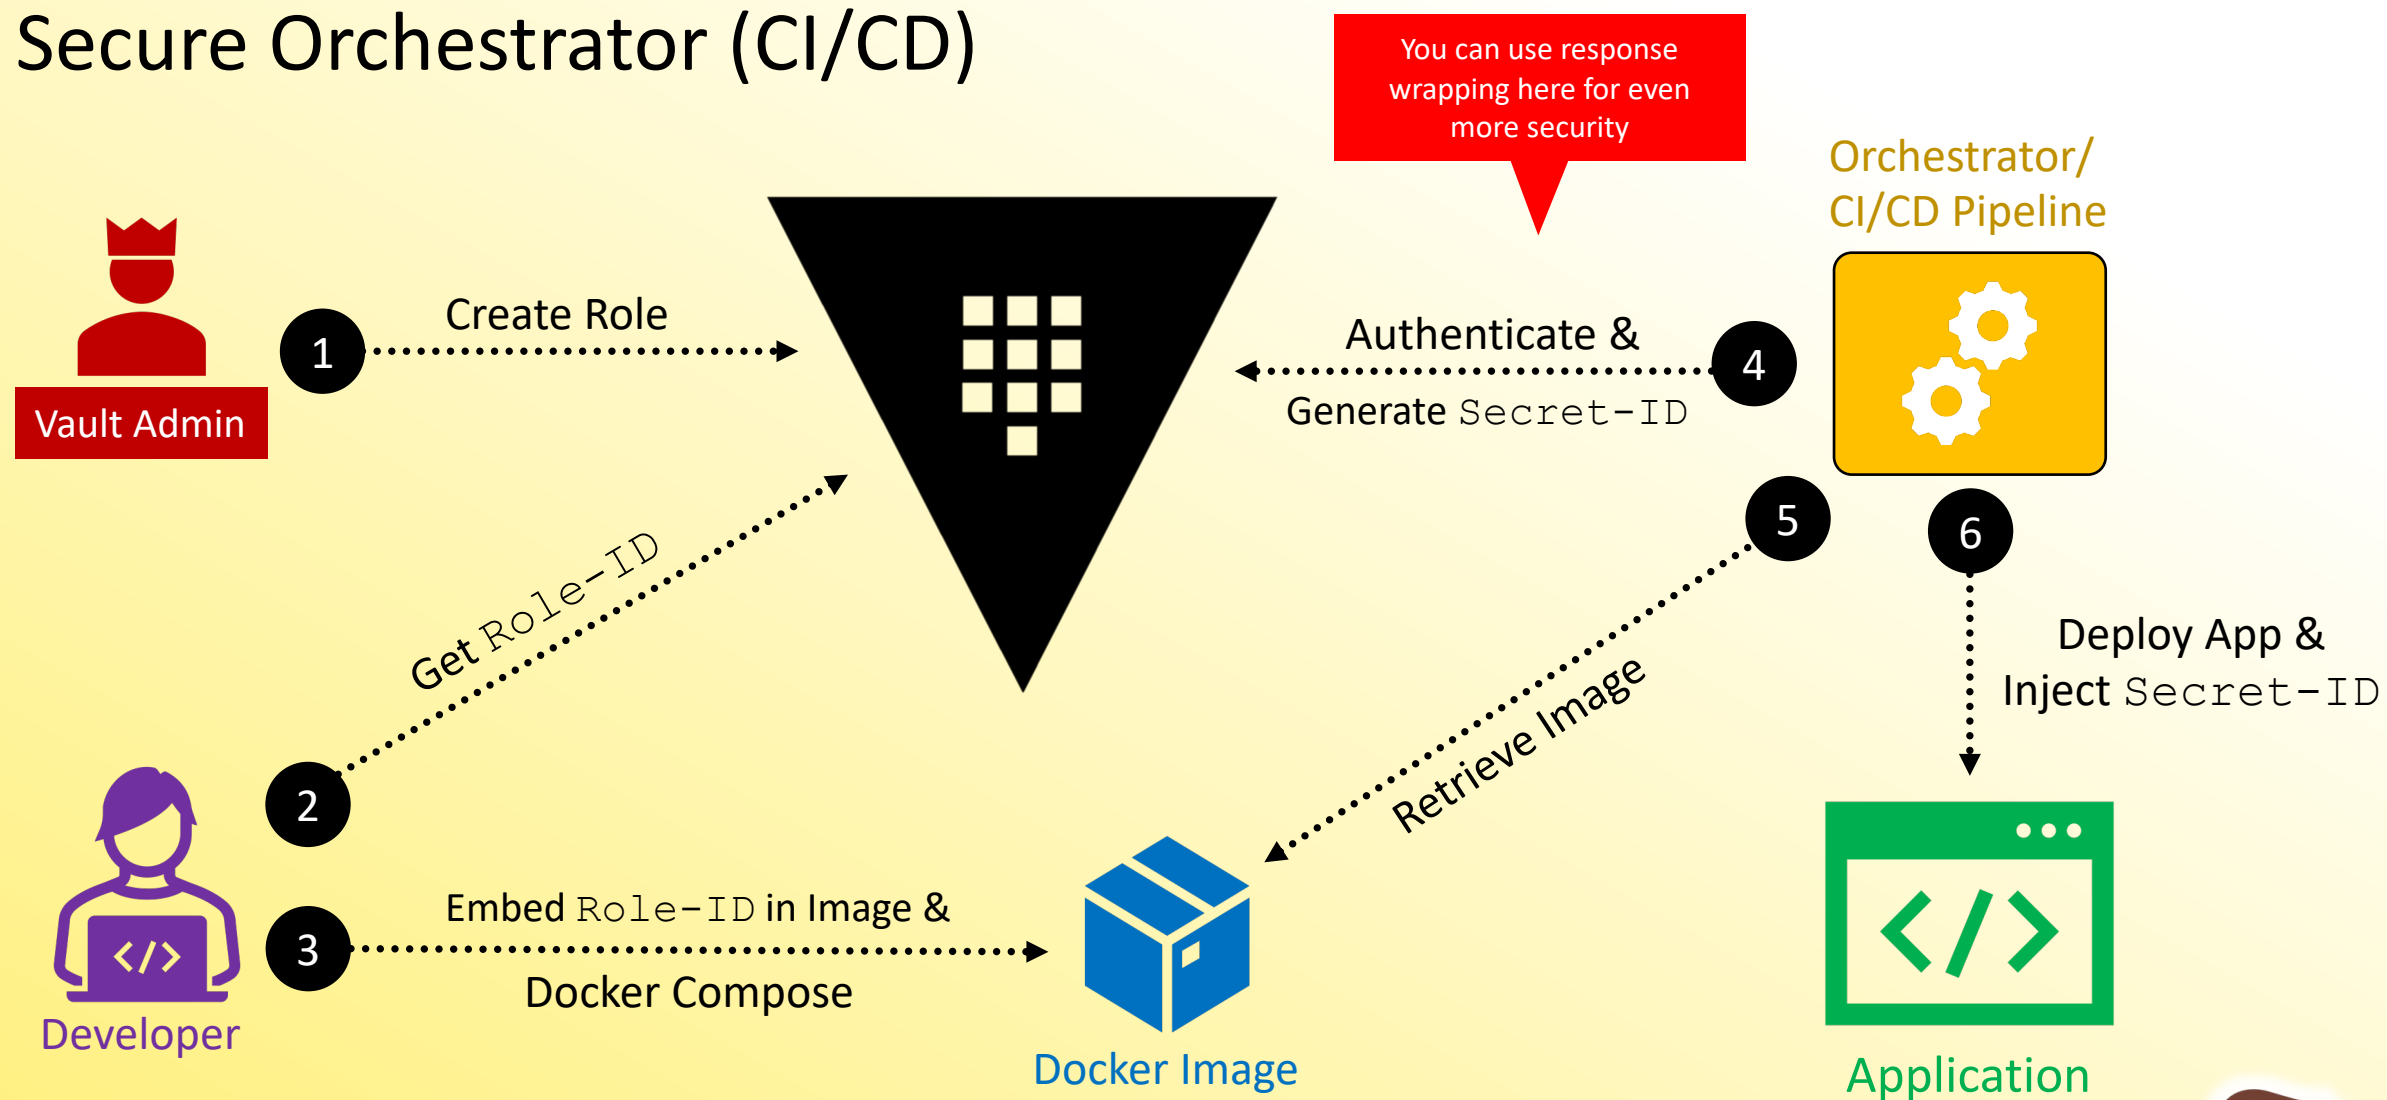 Secure Orchestrator (CI/CD)
You can use response
wrapping here for even
more security
Orchestrator/
CI/CD Pipeline
Vault Admin
1
Create Role
Authenticate &
Generate Secret-ID
4
5
6
Get Role-ID
2
Retrieve Image
Deploy App &
Inject Secret-ID
3
Embed Role-ID in Image &
Docker Compose
</>
Developer
Docker Image
</>
Application